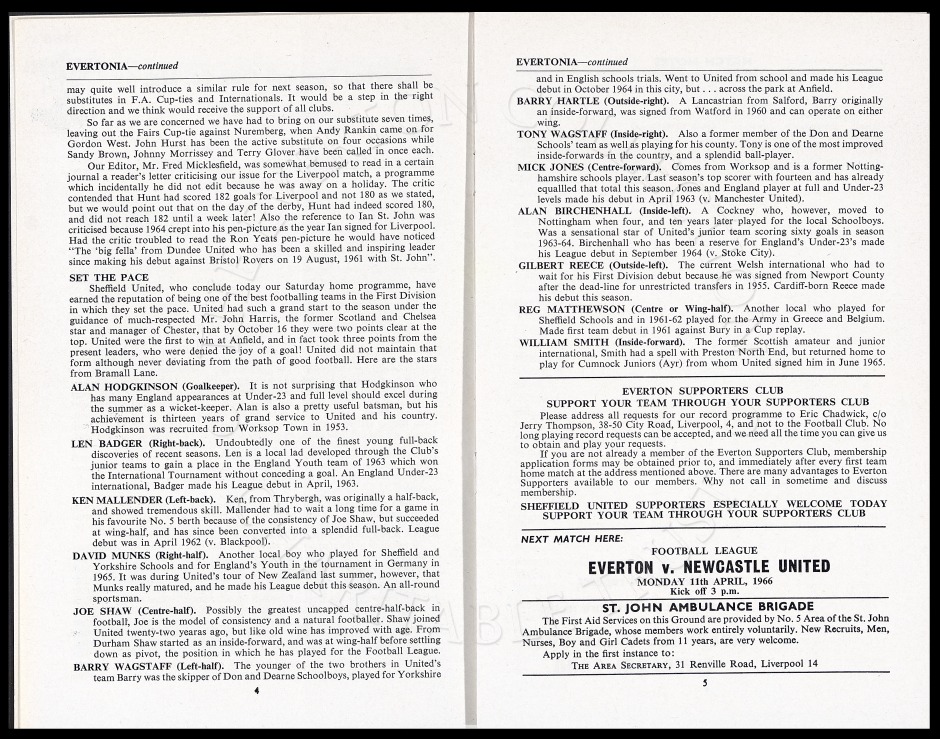 EVERTONIA—continued
may quite well introduce a similar rule for next season, so that there shall be
substitutes in F.A. Cup-ties and Internationals. It would be a step in the right
direction and we think would receive the support of all clubs.
So far as we are concerned we have had to bring on our substitute seven times,
leaving out the Fairs Cup-tie against Nuremberg, when Andy Rankin came on for
Gordon West. John Hurst has been the active substitute on four occasions while
Sandy Brown, Johnny Morrissey and Terry Glover have been called in once each.
Our Editor, Mr. Fred Micklesfield, was somewhat bemused to read in a certain
journal a reader's letter criticising our issue for the Liverpool match, a programme
which incidentally he did not edit because he was away on a holiday. The critic
contended that Hunt had scored 182 goals for Liverpool and not 180 as we stated,
but we would point out that on the day of the derby, Hunt had indeed scored 180,
and did not reach 182 until a week later! Also the reference to Ian St. John was
criticised because 1964 crept into his pen-picture as the year Ian signed for Liverpool.
Had the critic troubled to read the Ron Yeats pen-picture he would have noticed
"The 'big fella' from Dundee United who has been a skilled and inspiring leader
since making his debut against Bristol Rovers on 19 August, 1961 with St. John".
SET THE PACE
Sheffield United, who conclude today our Saturday home programme, have
earned the reputation of being one of the best footballing teams in the First Division
in which they set the pace. United had such a grand start to the season under the
guidance of much-respected Mr. John Harris, the former Scotland and Chelsea
star and manager of Chester, that by October 16 they were two points clear at the
top. United were the first to win at Anfield, and in fact took three points from the
present leaders, who were denied the joy of a goal! United did not maintain that
form although never deviating from the path of good football. Here are the stars
from Bramall Lane.
ALAN HODGKINSON (Goalkeeper). It is not surprising that Hodgkinson who
has many England appearances at Under-23 and full level should excel during
the summer as a wicket-keeper. Alan is also a pretty useful batsman, but his
achievement is thirteen years of grand service to United and his country.
Hodgkinson was recruited from Worksop Town in 1953.
LEN BADGER (Right-back). Undoubtedly one of the finest young full-back
discoveries of recent seasons. Len is a local lad developed through the Club's
junior teams to gain a place in the England Youth team of 1963 which won
the International Tournament without conceding a goal. An England Under-23
international, Badger made his League debut in April, 1963.
KEN MALLENDER (Left-back). Ken, from Thrybergh, was originally a half-back,
and showed tremendous skill. Mallender had to wait a long time for a game in
his favourite No. 5 berth because of the consistency of Joe Shaw, but succeeded
at wing-half, and has since been converted into a splendid full-back. League
debut was in April 1962 (v. Blackpool).
DAVID MUNKS (Right-half). Another local boy who played for Sheffield and
Yorkshire Schools and for England's Youth in the tournament in Germany in
1965. It was during United's tour of New Zealand last summer, however, that
Munks really matured, and he made his League debut this season. An all-round
sportsman.
JOE SHAW (Centre-half). Possibly the greatest uncapped centre-half-back in
football, Joe is the model of consistency and a natural footballer. Shaw joined
United twenty-two yearas ago, but like old wine has improved with age. From
Durham Shaw started as an inside-forward, and was at wing-half before settling
down as pivot, the position in which he has played for the Football League.
BARRY WAGSTAFF (Left-half). The younger of the two brothers in United's
team Barry was the skipper of Don and Dearne Schoolboys, played for Yorkshire
4
EVERTONIA—continued
and in English schools trials. Went to United from school and made his League
debut in October 1964 in this city, but . . . across the park at Anfield.
BARRY HARTLE (Outside-right). A Lancastrian from Salford, Barry originally
an inside-forward, was signed from Watford in 1960 and can operate on either
wing.
TONY WAGSTAFF (Inside-right). Also a former member of the Don and Dearne
Schools' team as well as playing for his county. Tony is one of the most improved
inside-forwards in the country, and a splendid ball-player.
MICK JONES (Centre-forward). Comes from Worksop and is a former Notting-
hamshire schools player. Last season's top scorer with fourteen and has already
equallled that total this season. Jones and England player at full and Under-23
levels made his debut in April 1963 (v. Manchester United).
ALAN BIRCHENHALL (Inside-left). A Cockney who, however, moved to
Nottingham when four, and ten years later played for the local Schoolboys.
Was a sensational star of United's junior team scoring sixty goals in season
1963-64. Birchenhall who has been a reserve for England's Under-23's made
his League debut in September 1964 (v. Stoke City).
GILBERT REECE (Outside-left). The current Welsh international who had to
wait for his First Division debut because he was signed from Newport County
after the dead-line for unrestricted transfers in 1955. Cardiff-born Reece made
his debut this season.
REG MATTHEWSON (Centre or Wing-half). Another local who played for
Sheffield Schools and in 1961-62 played for the Army in Greece and Belgium.
Made first team debut in 1961 against Bury in a Cup replay.
WILLIAM SMITH (Inside-forward). The former Scottish amateur and junior
international, Smith had a spell with Preston North End, but returned home to
play for Cumnock Juniors (Ayr) from whom United signed him in June 1965.
EVERTON SUPPORTERS CLUB
SUPPORT YOUR TEAM THROUGH YOUR SUPPORTERS CLUB
Please address all requests for our record programme to Eric Chadwick, c/o
Jerry Thompson, 38-50 City Road, Liverpool, 4, and not to the Football Club. No
long playing record requests can be accepted, and we need all the time you can give us
to obtain and play your requests.
If you are not already a member of the Everton Supporters Club, membership
application forms may be obtained prior to, and immediately after every first team
home match at the address mentioned above. There are many advantages to Everton
Supporters available to our members. Why not call in sometime and discuss
membership.
SHEFFIELD UNITED SUPPORTERS ESPECIALLY WELCOME TODAY
SUPPORT YOUR TEAM THROUGH YOUR SUPPORTERS CLUB
NEXT MATCH HERE:
FOOTBALL LEAGUE
EVERTON v. NEWCASTLE UNITED
MONDAY 11th APRIL, 1966
Kick off 3 p.m.
ST. JOHN AMBULANCE BRIGADE
The First Aid Services on this Ground are provided by No. 5 Area of the St. John
Ambulance Brigade, whose members work entirely voluntarily. New Recruits, Men,
Nurses, Boy and Girl Cadets from 11 years, are very welcome.
Apply in the first instance to:
THE AREA SECRETARY, 31 Renville Road, Liverpool 14
5